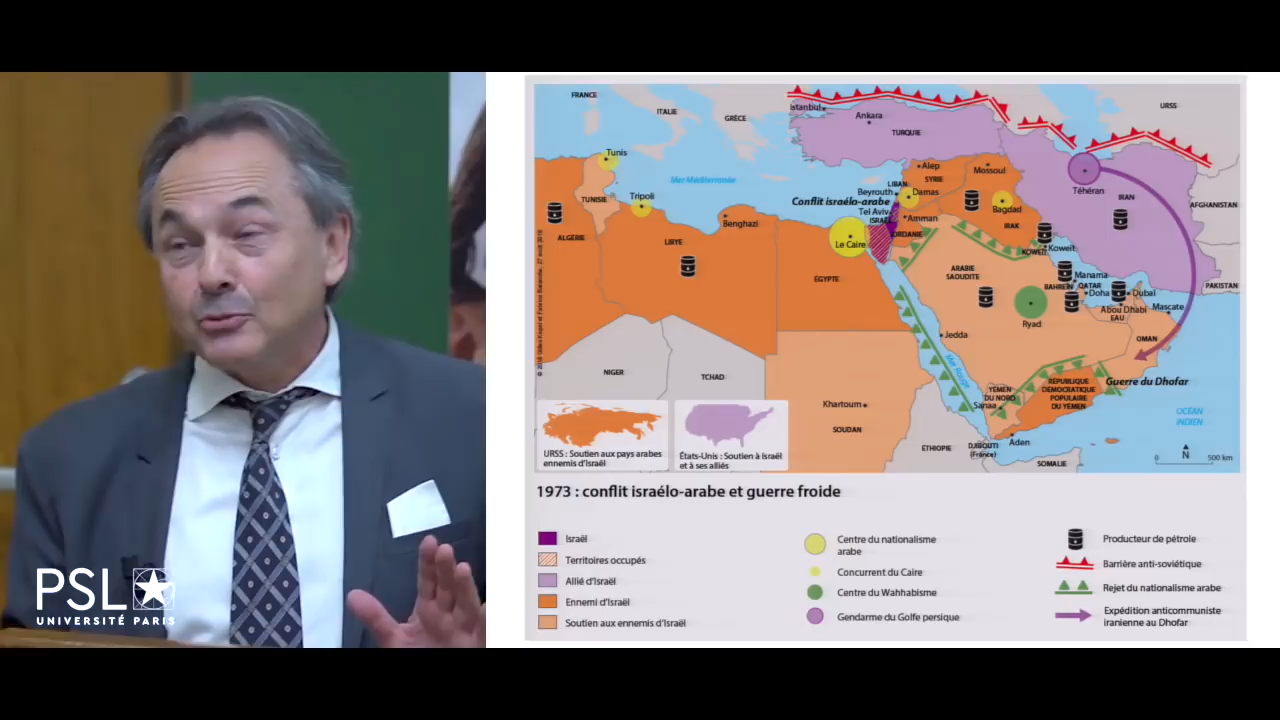 PSL
UNIVERSITÉ PARIS
FRANCE
ITALIE
GRÈCE
Istanbul
Ankara
TURQUIE
URSS
Tunis
TUNISIE
Tripoli
Mer Méditerranée
Conflit israélo-arabe
Beyrouth
LIBAN
Alep
SYRIE
Damas
Mossoul
Téhéran
IRAN
AFGHANISTAN
Tel Aviv
ISRAËL
Amman
JORDANIE
Bagdad
IRAK
ALGÉRIE
LIBYE
Benghazi
Le Caire
ÉGYPTE
KOWEÏT
Koweït
ARABIE
SAOUDITE
Manama
BAHREÏN
QATAR
Doha
Dubaï
PAKISTAN
Abou Dhabi
EAU
Mascate
Ryad
OMAN
Jedda
Mer Rouge
NIGER
TCHAD
Khartoum
SOUDAN
YÉMEN
DU NORD
Sanaa
RÉPUBLIQUE
DÉMOCRATIQUE
POPULAIRE
DU YÉMEN
Guerre du Dhofar
OCÉAN
INDIEN
Aden
ÉTHIOPIE
DJIBOUTI
(France)
SOMALIE
N
0 500 km
URSS : Soutien aux pays arabes
ennemis d'Israël
États-Unis : Soutien à Israël
et à ses alliés
1973 : conflit israélo-arabe et guerre froide
Israël
Territoires occupés
Allié d'Israël
Ennemi d'Israël
Soutien aux ennemis d'Israël
Centre du nationalisme
arabe
Concurrent du Caire
Centre du Wahhabisme
Gendarme du Golfe persique
Producteur de pétrole
Barrière anti-soviétique
Rejet du nationalisme arabe
Expédition anticommuniste
iranienne au Dhofar